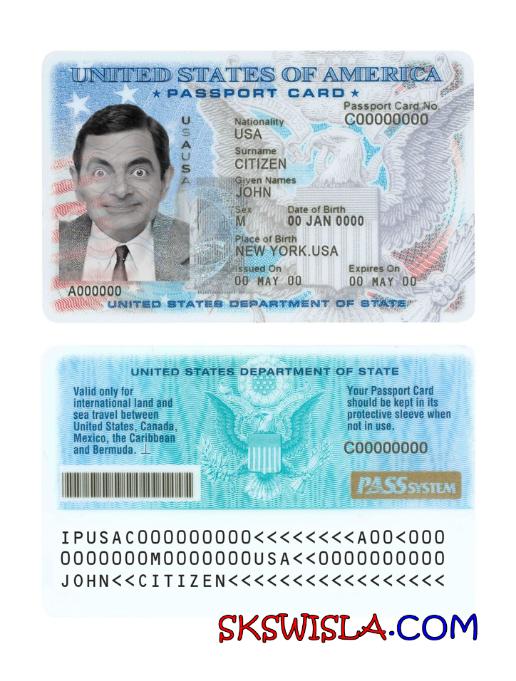 UNITED STATES OF AMERICA
★ PASSPORT CARD ★
Passport Card No.
C00000000
USAUSA
Nationality
USA
Surname
CITIZEN
Given Names
JOHN
Sex Date of Birth
M 00 JAN 0000
Place of Birth
NEW YORK.USA
Issued On Expires On
00 MAY 00 00 MAY 00
A000000
UNITED STATES DEPARTMENT OF STATE
UNITED STATES DEPARTMENT OF STATE
Valid only for
international land and
sea travel between
United States, Canada,
Mexico, the Caribbean
and Bermuda.
Your Passport Card
should be kept in its
protective sleeve when
not in use.
C00000000
PASS SYSTEM
IPUSAC000000000<<<<<<<<A00<000
0000000M0000000USA<<0000000000
JOHN<<CITIZEN<<<<<<<<<<<<<<<<<
SKSWISLA.COM